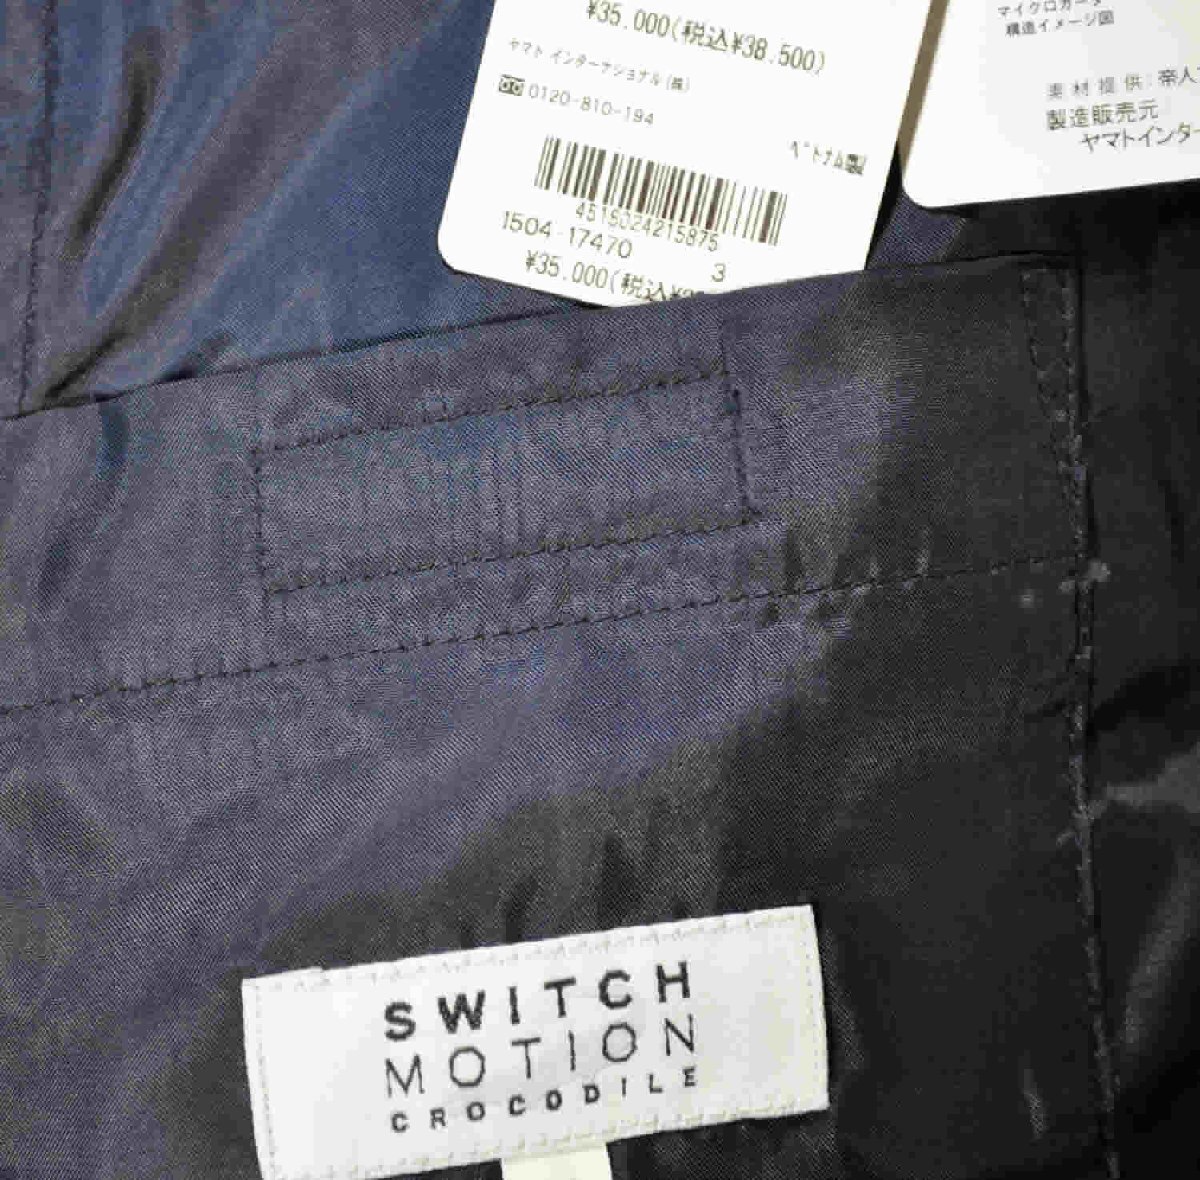 ¥35.000(税込¥38.500)
ヤマト インターナショナル(株)
0120-810-194
ベトナム製
1504-17470
3
¥35.000(税込¥
マイクロガータ
構造イメージ図
素材提供:帝人
製造販売元
ヤマトインター
SWITCH
MOTION
CROCODILE